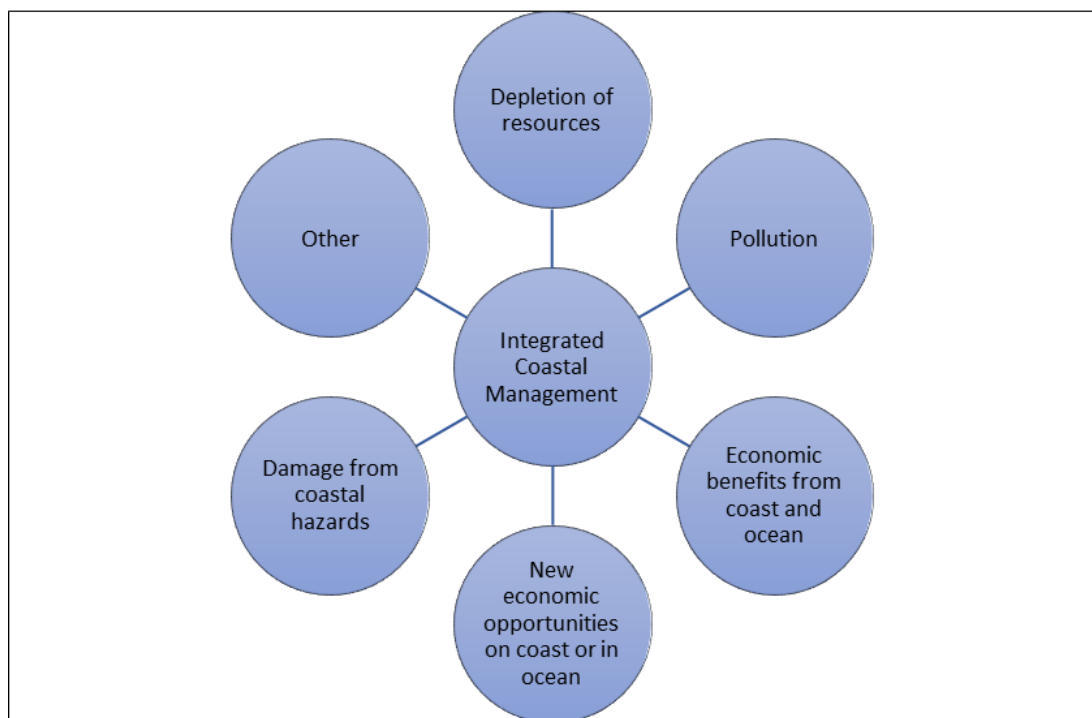 Depletion of
resources
Other
Pollution
Integrated
Coastal
Management
Damage from
coastal
hazards
Economic
benefits from
coast and
ocean
New
economic
opportunities
on coast or in
ocean